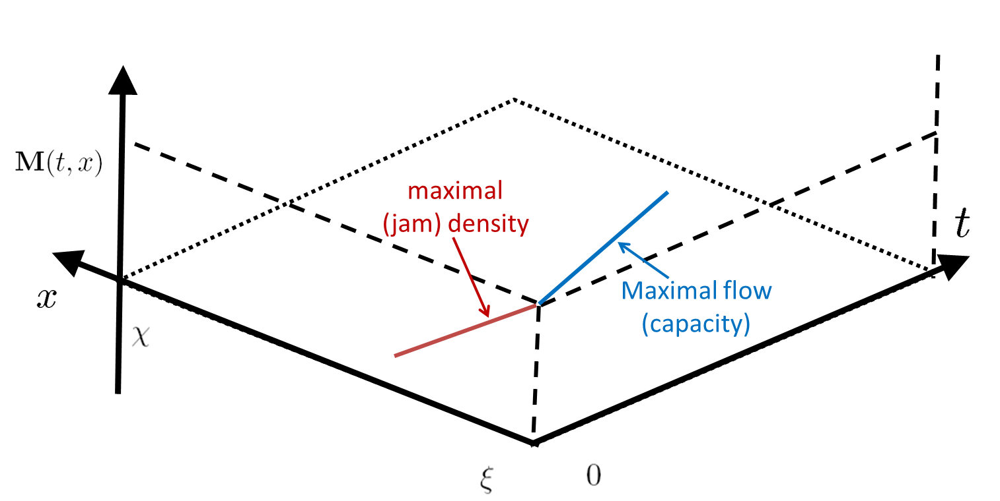 M(t, x)
maximal
(jam) density
t
x
Maximal flow
(capacity)
χ
ξ
0